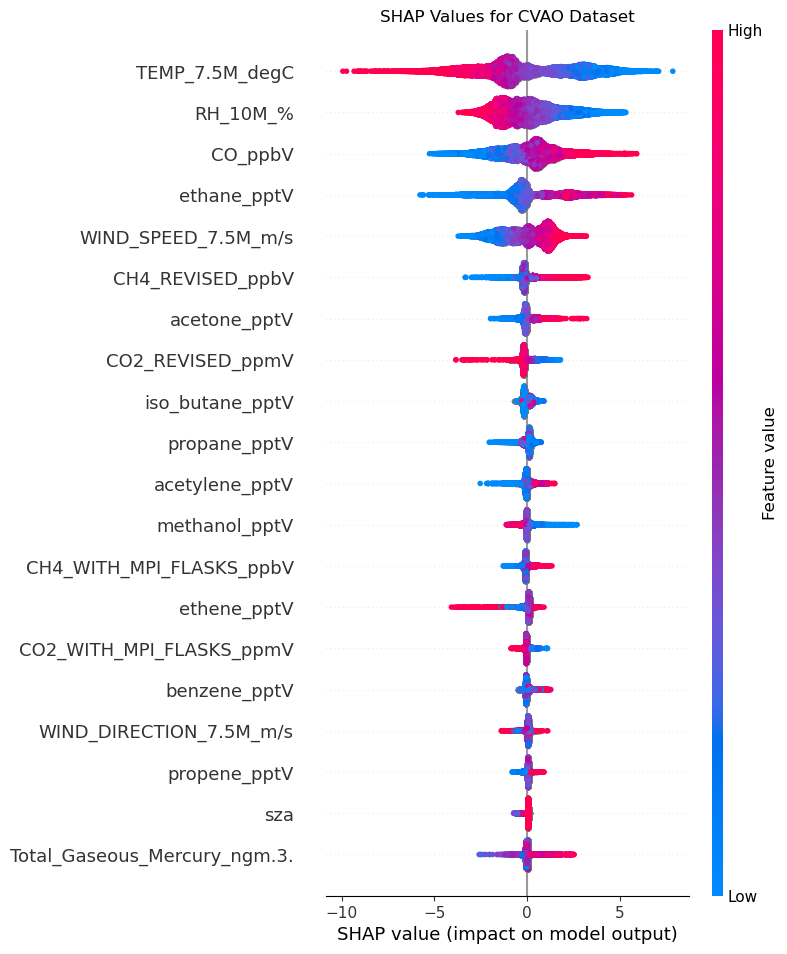 SHAP Values for CVAO Dataset
High
TEMP_7.5M_degC
RH_10M_%
CO_ppbV
ethane_pptV
WIND_SPEED_7.5M_m/s
CH4_REVISED_ppbV
acetone_pptV
CO2_REVISED_ppmV
iso_butane_pptV
propane_pptV
acetylene_pptV
methanol_pptV
CH4_WITH_MPI_FLASKS_ppbV
ethene_pptV
CO2_WITH_MPI_FLASKS_ppmV
benzene_pptV
WIND_DIRECTION_7.5M_m/s
propene_pptV
sza
Total_Gaseous_Mercury_ngm.3.
Feature value
Low
−10 −5 0 5
SHAP value (impact on model output)